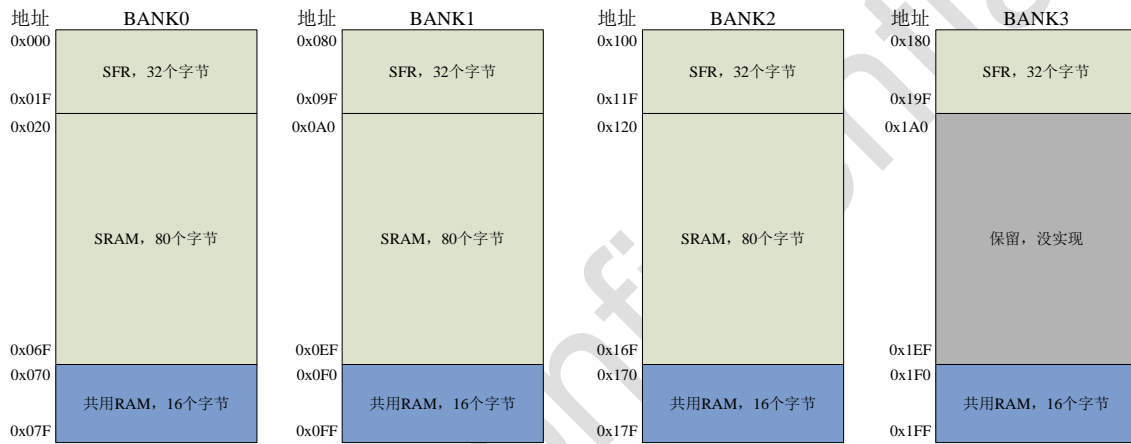 地址 BANK0
0x000
SFR，32个字节
0x01F
0x020
SRAM，80个字节
0x06F
0x070
共用RAM，16个字节
0x07F
地址 BANK1
0x080
SFR，32个字节
0x09F
0x0A0
SRAM，80个字节
0x0EF
0x0F0
共用RAM，16个字节
0x0FF
地址 BANK2
0x100
SFR，32个字节
0x11F
0x120
SRAM，80个字节
0x16F
0x170
共用RAM，16个字节
0x17F
地址 BANK3
0x180
SFR，32个字节
0x19F
0x1A0
保留，没实现
0x1EF
0x1F0
共用RAM，16个字节
0x1FF